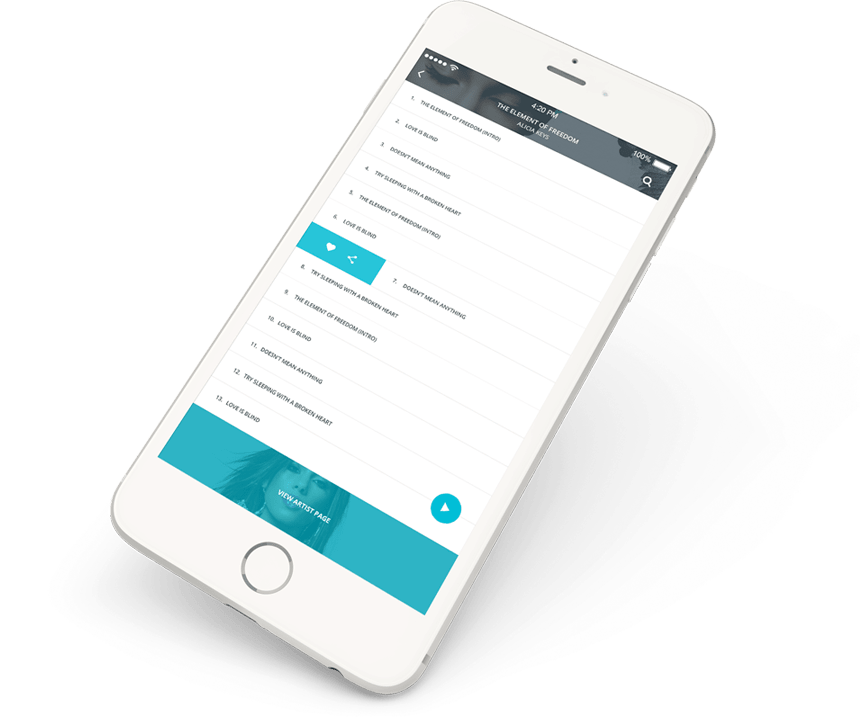 4:20 PM
100%
THE ELEMENT OF FREEDOM
ALICIA KEYS
1. THE ELEMENT OF FREEDOM (INTRO)
2. LOVE IS BLIND
3. DOESN'T MEAN ANYTHING
4. TRY SLEEPING WITH A BROKEN HEART
5. THE ELEMENT OF FREEDOM (INTRO)
6. LOVE IS BLIND
7. DOESN'T MEAN ANYTHING
8. TRY SLEEPING WITH A BROKEN HEART
9. THE ELEMENT OF FREEDOM (INTRO)
10. LOVE IS BLIND
11. DOESN'T MEAN ANYTHING
12. TRY SLEEPING WITH A BROKEN HEART
13. LOVE IS BLIND
VIEW ARTIST PAGE